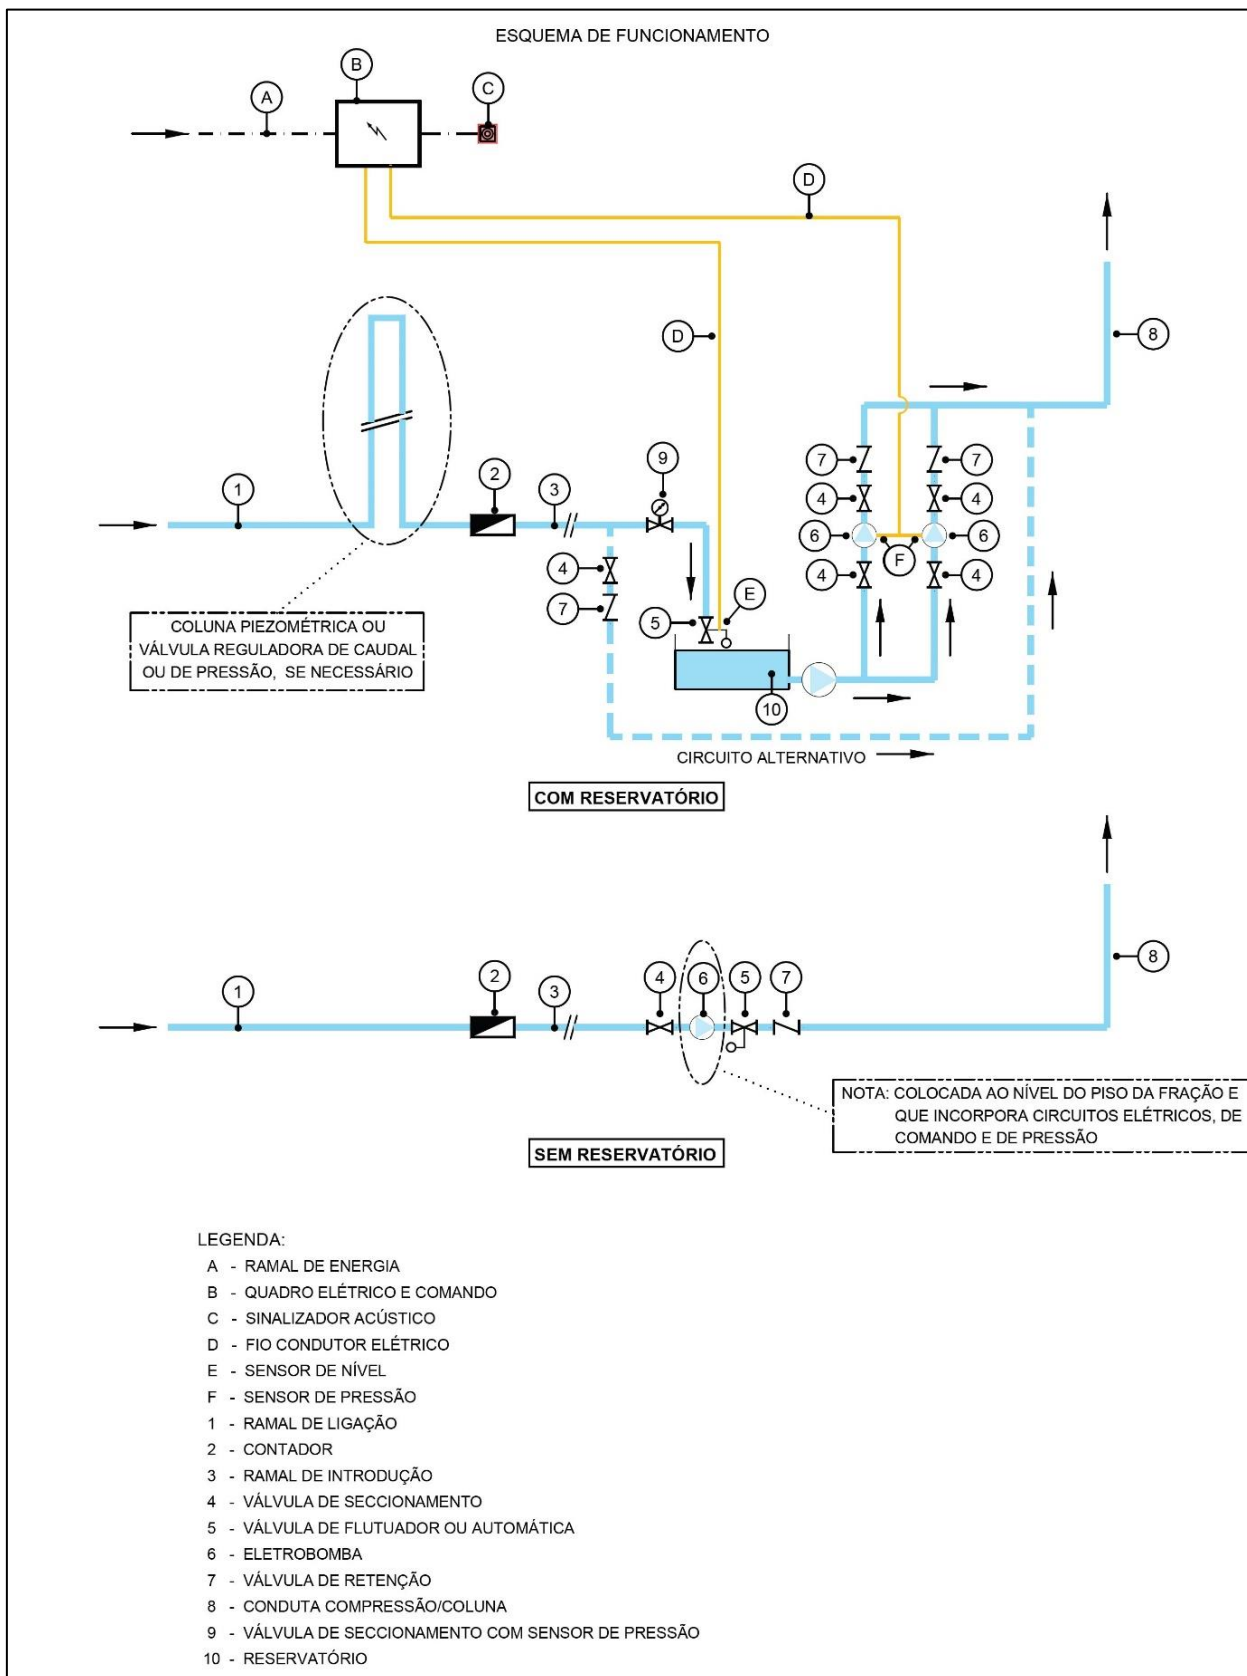 ESQUEMA DE FUNCIONAMENTO
B
C
A
D
D
8
9
7
7
1
2
3
4
4
6
6
F
4
4
4
E
7
5
COLUNA PIEZOMÉTRICA OU
VÁLVULA REGULADORA DE CAUDAL
OU DE PRESSÃO, SE NECESSÁRIO
10
CIRCUITO ALTERNATIVO
COM RESERVATÓRIO
8
1
2
3
4
6
5
7
NOTA: COLOCADA AO NÍVEL DO PISO DA FRAÇÃO E
QUE INCORPORA CIRCUITOS ELÉTRICOS, DE
COMANDO E DE PRESSÃO
SEM RESERVATÓRIO
LEGENDA:
A - RAMAL DE ENERGIA
B - QUADRO ELÉTRICO E COMANDO
C - SINALIZADOR ACÚSTICO
D - FIO CONDUTOR ELÉTRICO
E - SENSOR DE NÍVEL
F - SENSOR DE PRESSÃO
1 - RAMAL DE LIGAÇÃO
2 - CONTADOR
3 - RAMAL DE INTRODUÇÃO
4 - VÁLVULA DE SECCIONAMENTO
5 - VÁLVULA DE FLUTUADOR OU AUTOMÁTICA
6 - ELETROBOMBA
7 - VÁLVULA DE RETENÇÃO
8 - CONDUTA COMPRESSÃO/COLUNA
9 - VÁLVULA DE SECCIONAMENTO COM SENSOR DE PRESSÃO
10 - RESERVATÓRIO